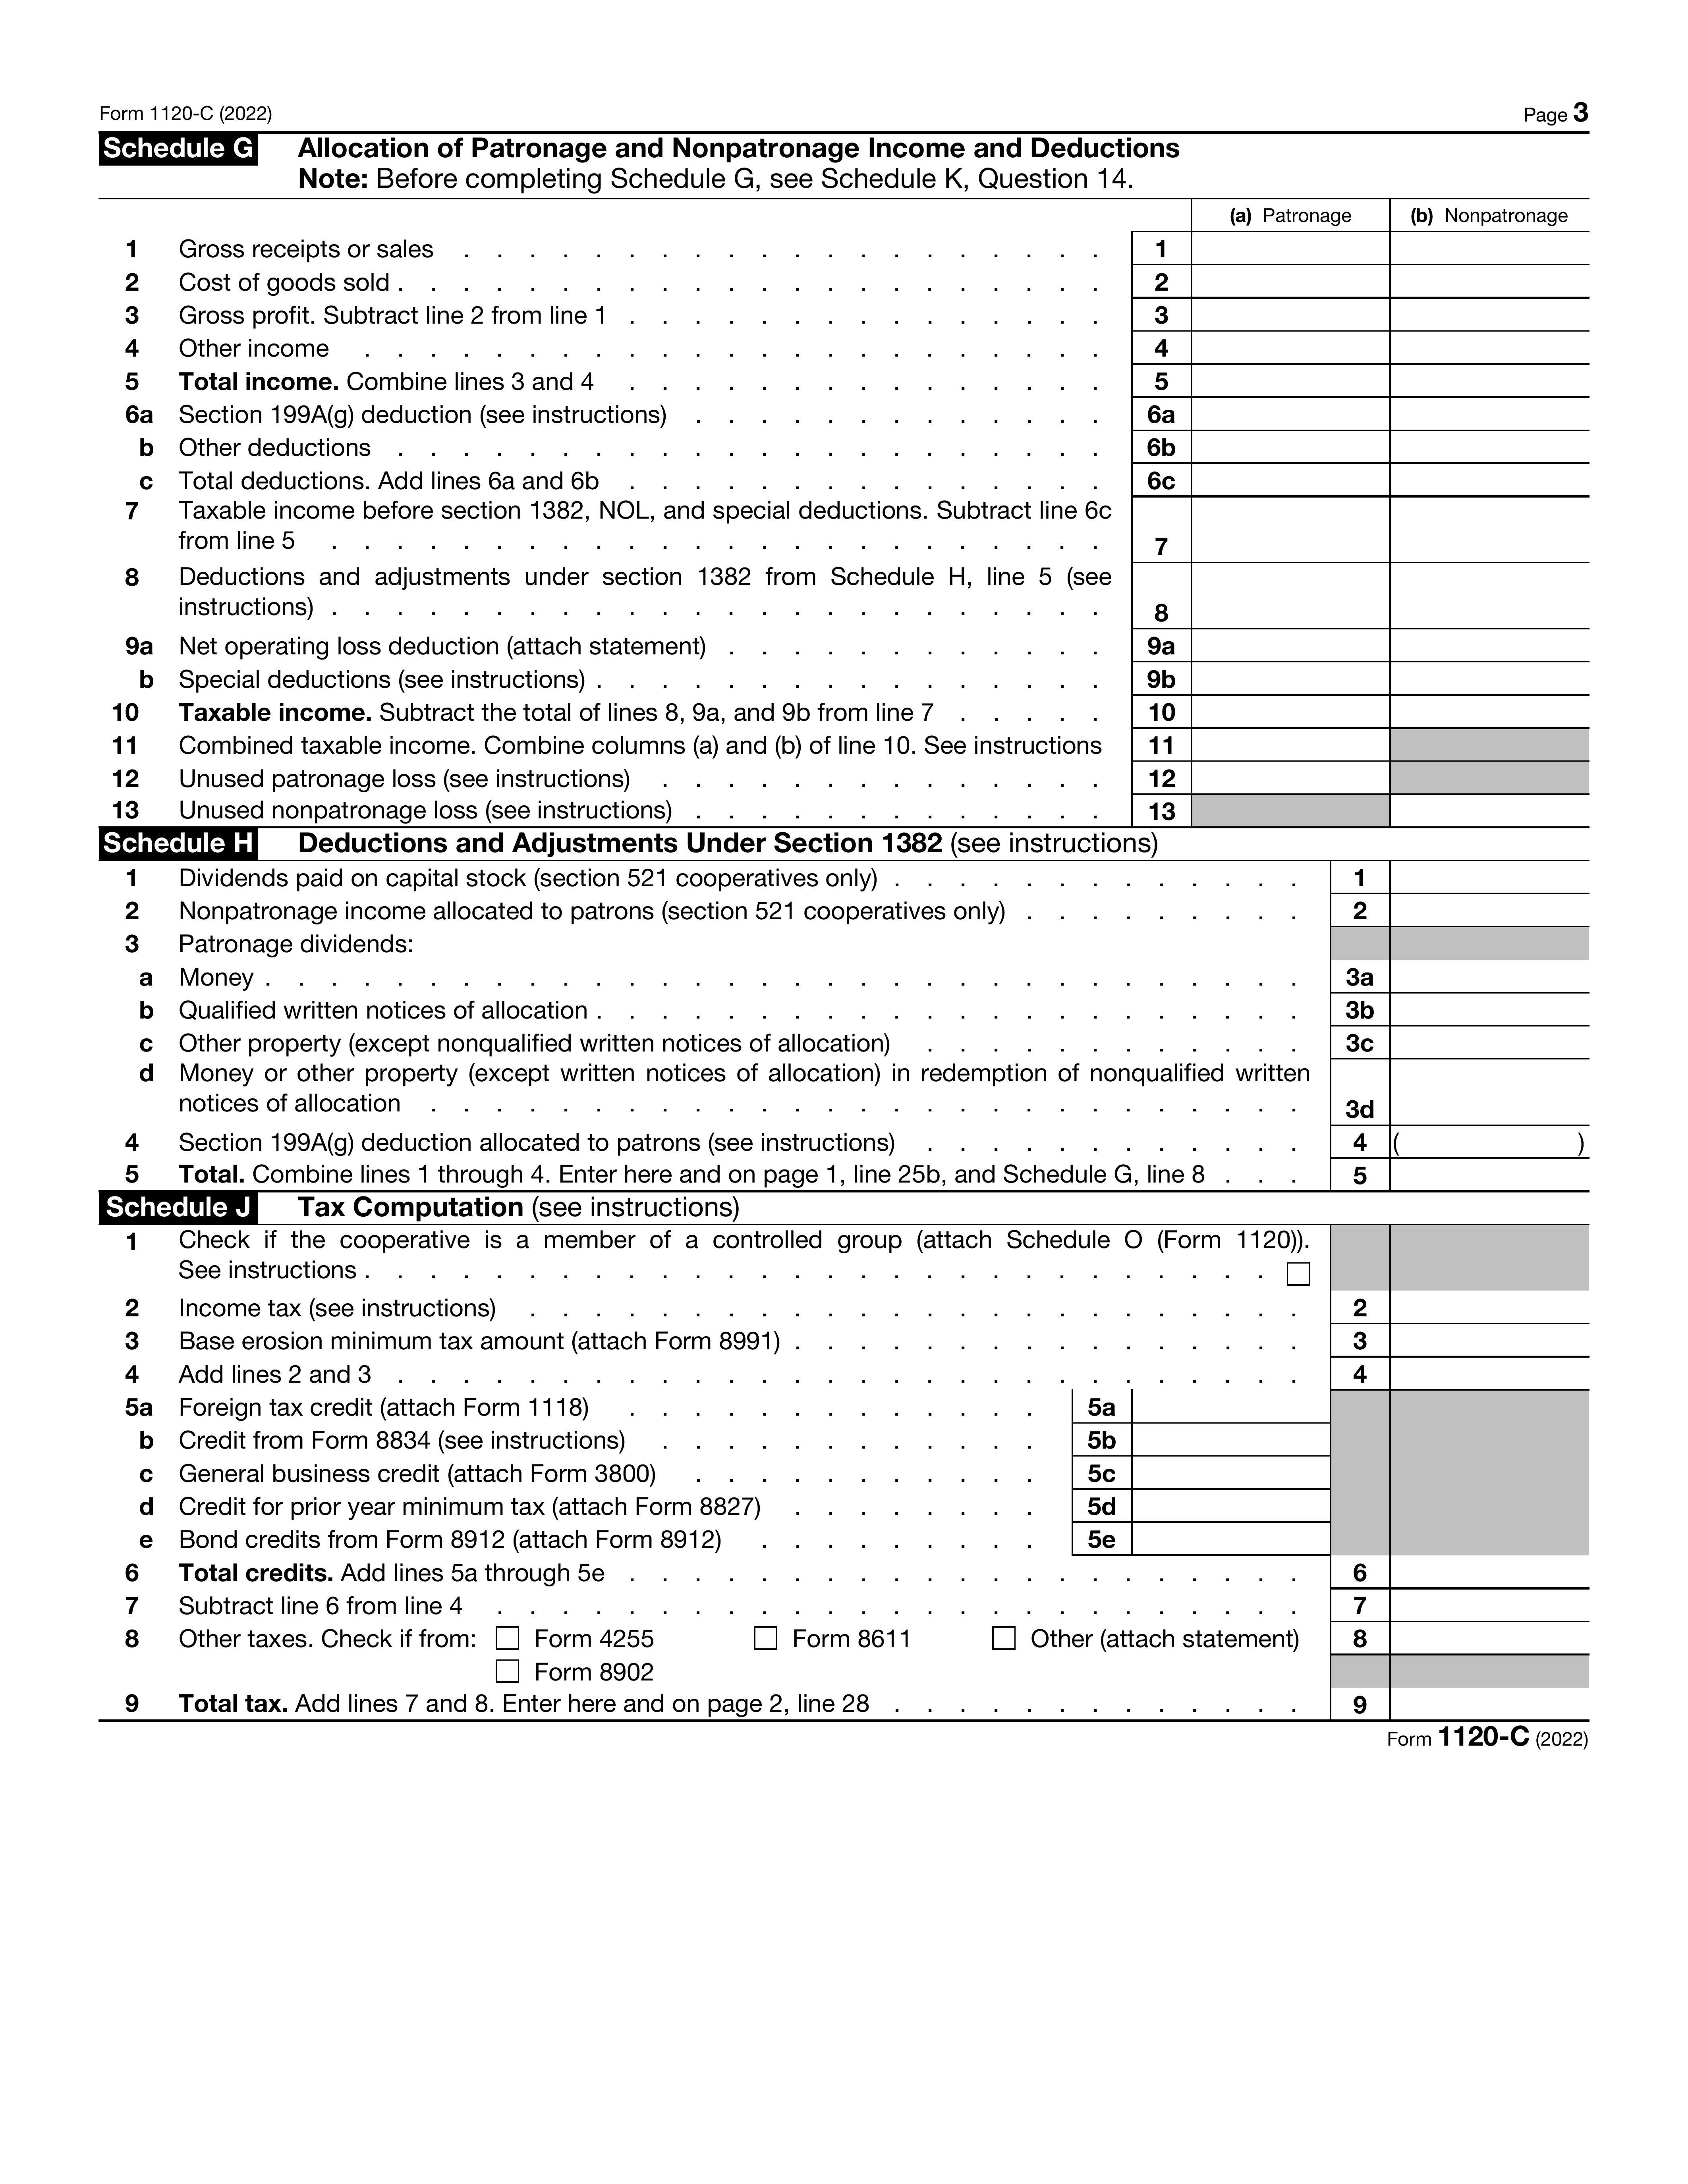 Form 1120-C (2022) Page 3
Schedule G Allocation of Patronage and Nonpatronage Income and Deductions
Note: Before completing Schedule G, see Schedule K, Question 14.
(a) Patronage (b) Nonpatronage
1 Gross receipts or sales . . . . . . . . . . . . . . . . . . . . 1
2 Cost of goods sold . . . . . . . . . . . . . . . . . . . . . . 2
3 Gross profit. Subtract line 2 from line 1 . . . . . . . . . . . . . . . 3
4 Other income . . . . . . . . . . . . . . . . . . . . . . . 4
5 Total income. Combine lines 3 and 4 . . . . . . . . . . . . . . . 5
6a Section 199A(g) deduction (see instructions) . . . . . . . . . . . . . 6a
b Other deductions . . . . . . . . . . . . . . . . . . . . . . 6b
c Total deductions. Add lines 6a and 6b . . . . . . . . . . . . . . . 6c
7 Taxable income before section 1382, NOL, and special deductions. Subtract line 6c
from line 5 . . . . . . . . . . . . . . . . . . . . . . . . 7
8 Deductions and adjustments under section 1382 from Schedule H, line 5 (see
instructions) . . . . . . . . . . . . . . . . . . . . . . . . 8
9a Net operating loss deduction (attach statement) . . . . . . . . . . . . 9a
b Special deductions (see instructions) . . . . . . . . . . . . . . . . 9b
10 Taxable income. Subtract the total of lines 8, 9a, and 9b from line 7 . . . . . 10
11 Combined taxable income. Combine columns (a) and (b) of line 10. See instructions 11
12 Unused patronage loss (see instructions) . . . . . . . . . . . . . . 12
13 Unused nonpatronage loss (see instructions) . . . . . . . . . . . . . 13
Schedule H Deductions and Adjustments Under Section 1382 (see instructions)
1 Dividends paid on capital stock (section 521 cooperatives only) . . . . . . . . . . . . . 1
2 Nonpatronage income allocated to patrons (section 521 cooperatives only) . . . . . . . . . 2
3 Patronage dividends:
a Money . . . . . . . . . . . . . . . . . . . . . . . . . . . . . . . . 3a
b Qualified written notices of allocation . . . . . . . . . . . . . . . . . . . . . . 3b
c Other property (except nonqualified written notices of allocation) . . . . . . . . . . . . 3c
d Money or other property (except written notices of allocation) in redemption of nonqualified written
notices of allocation . . . . . . . . . . . . . . . . . . . . . . . . . . . 3d
4 Section 199A(g) deduction allocated to patrons (see instructions) . . . . . . . . . . . . 4 ( )
5 Total. Combine lines 1 through 4. Enter here and on page 1, line 25b, and Schedule G, line 8 . . . 5
Schedule J Tax Computation (see instructions)
1 Check if the cooperative is a member of a controlled group (attach Schedule O (Form 1120)).
See instructions . . . . . . . . . . . . . . . . . . . . . . . . . . . .
2 Income tax (see instructions) . . . . . . . . . . . . . . . . . . . . . . . . 2
3 Base erosion minimum tax amount (attach Form 8991) . . . . . . . . . . . . . . . . 3
4 Add lines 2 and 3 . . . . . . . . . . . . . . . . . . . . . . . . . . . . 4
5a Foreign tax credit (attach Form 1118) . . . . . . . . . . . . . 5a
b Credit from Form 8834 (see instructions) . . . . . . . . . . . . 5b
c General business credit (attach Form 3800) . . . . . . . . . . . 5c
d Credit for prior year minimum tax (attach Form 8827) . . . . . . . . 5d
e Bond credits from Form 8912 (attach Form 8912) . . . . . . . . . 5e
6 Total credits. Add lines 5a through 5e . . . . . . . . . . . . . . . . . . . . . 6
7 Subtract line 6 from line 4 . . . . . . . . . . . . . . . . . . . . . . . . . 7
8 Other taxes. Check if from: Form 4255 Form 8611 Other (attach statement) 8
Form 8902
9 Total tax. Add lines 7 and 8. Enter here and on page 2, line 28 . . . . . . . . . . . . . 9
Form 1120-C (2022)